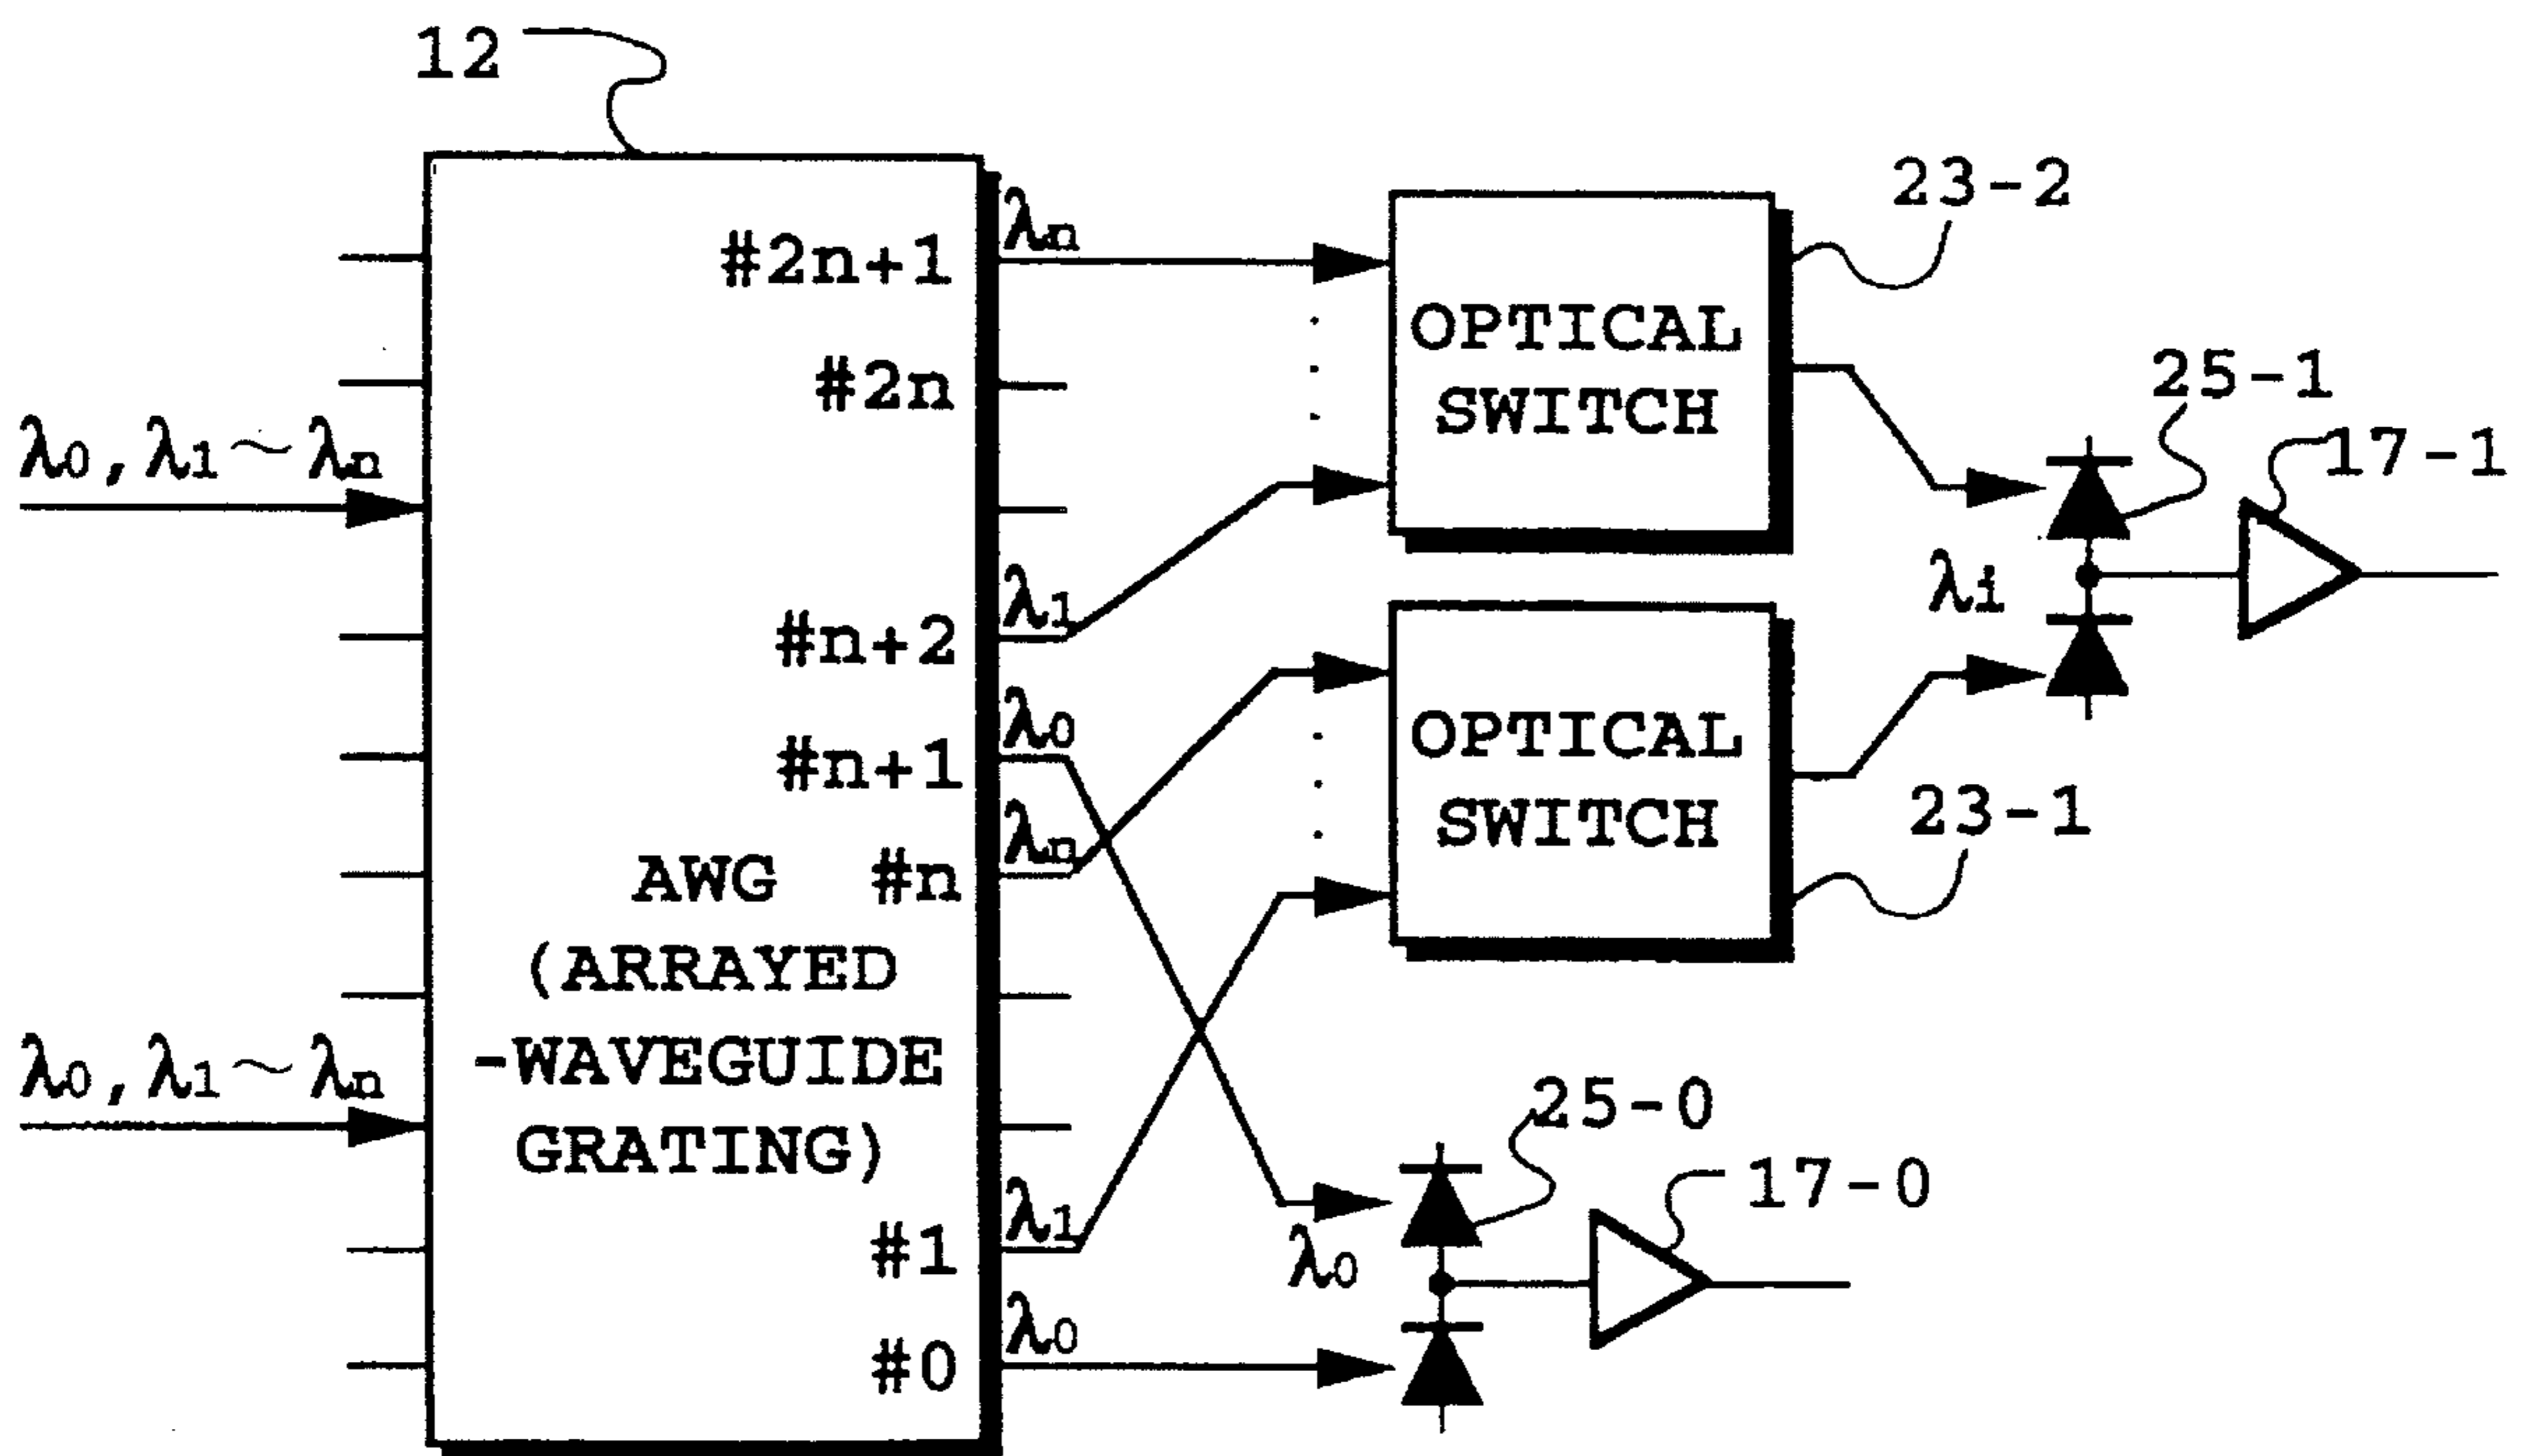 12
23-2
λn
#2n+1
OPTICAL
SWITCH
#2n
25-1
λ0, λ1~λn
17-1
λ1
λi
#n+2
λ0
OPTICAL
SWITCH
#n+1
23-1
λn
AWG
#n
(ARRAYED
-WAVEGUIDE
GRATING)
λ0, λ1~λn
25-0
17-0
λ1
#1
λ0
λ0
#0